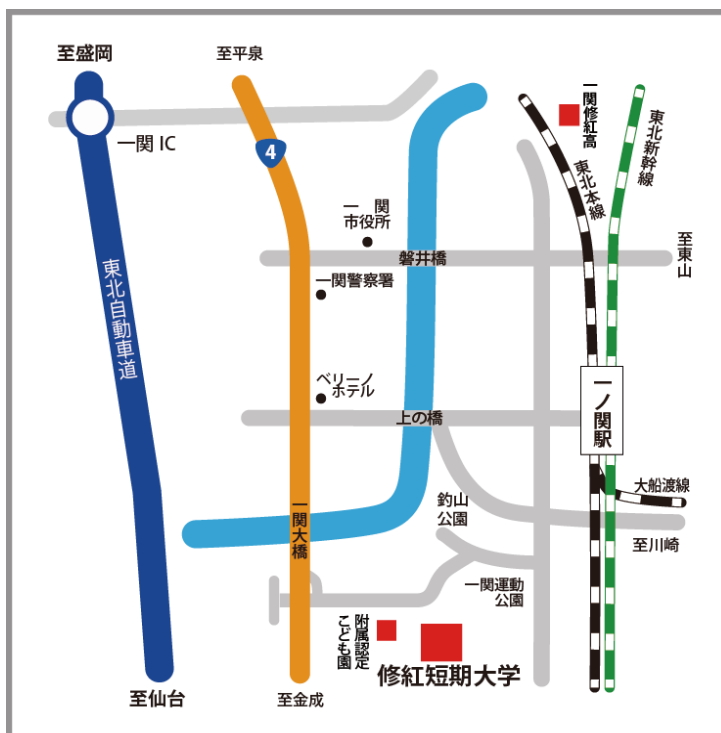 至盛岡
至平泉
一関修紅高
東北新幹線
一関 IC
4
東北本線
一関
市役所
磐井橋
至東山
東北自動車道
一関警察署
ベリーノ
ホテル
上の橋
一ノ関駅
大船渡線
釣山
公園
一関大橋
至川崎
一関運動
公園
附属認定
こども園
修紅短期大学
至仙台
至金成